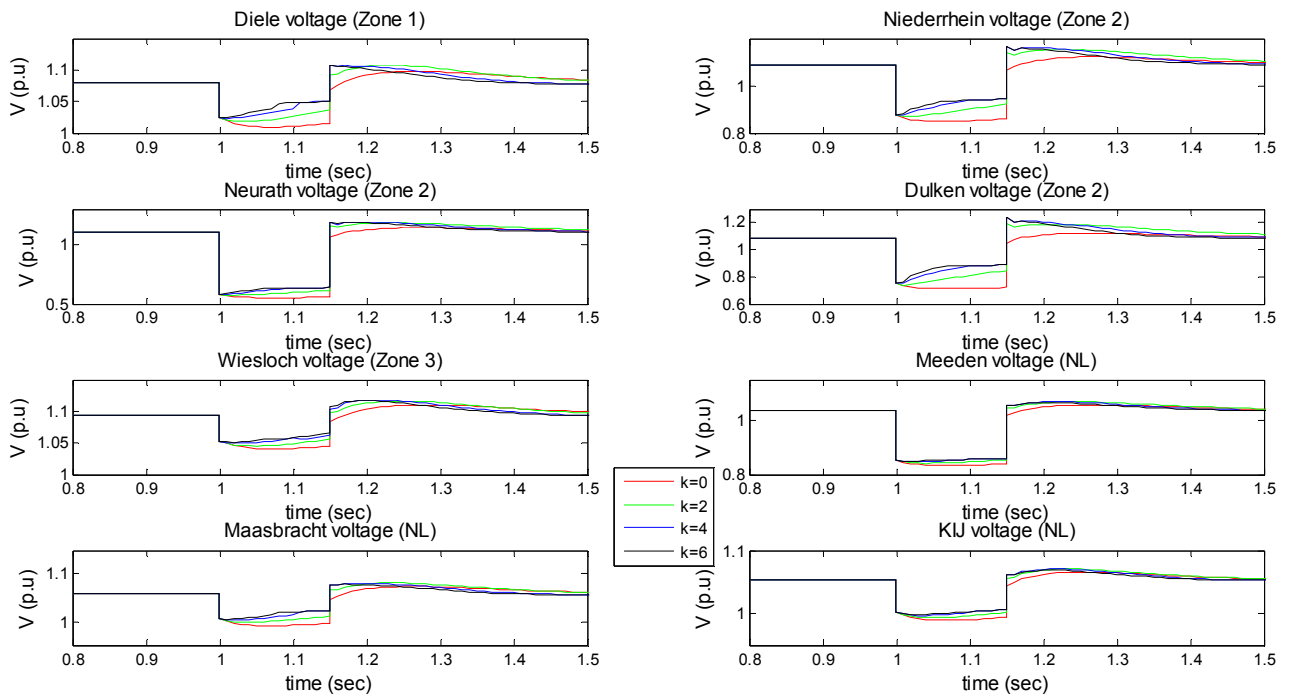 Diele voltage (Zone 1)
V (p.u)
1.1
1.05
1
0.8 0.9 1 1.1 1.2 1.3 1.4 1.5
time (sec)
Niederrhein voltage (Zone 2)
V (p.u)
1
0.8
0.8 0.9 1 1.1 1.2 1.3 1.4 1.5
time (sec)
Neurath voltage (Zone 2)
V (p.u)
1
0.5
0.8 0.9 1 1.1 1.2 1.3 1.4 1.5
time (sec)
Dulken voltage (Zone 2)
V (p.u)
1.2
1
0.8
0.6
0.8 0.9 1 1.1 1.2 1.3 1.4 1.5
time (sec)
Wiesloch voltage (Zone 3)
V (p.u)
1.1
1.05
1
0.8 0.9 1 1.1 1.2 1.3 1.4 1.5
time (sec)
Meeden voltage (NL)
V (p.u)
1
0.8
0.8 0.9 1 1.1 1.2 1.3 1.4 1.5
time (sec)
k=0
k=2
k=4
k=6
Maasbracht voltage (NL)
V (p.u)
1.1
1
0.8 0.9 1 1.1 1.2 1.3 1.4 1.5
time (sec)
KIJ voltage (NL)
V (p.u)
1.1
1
0.8 0.9 1 1.1 1.2 1.3 1.4 1.5
time (sec)